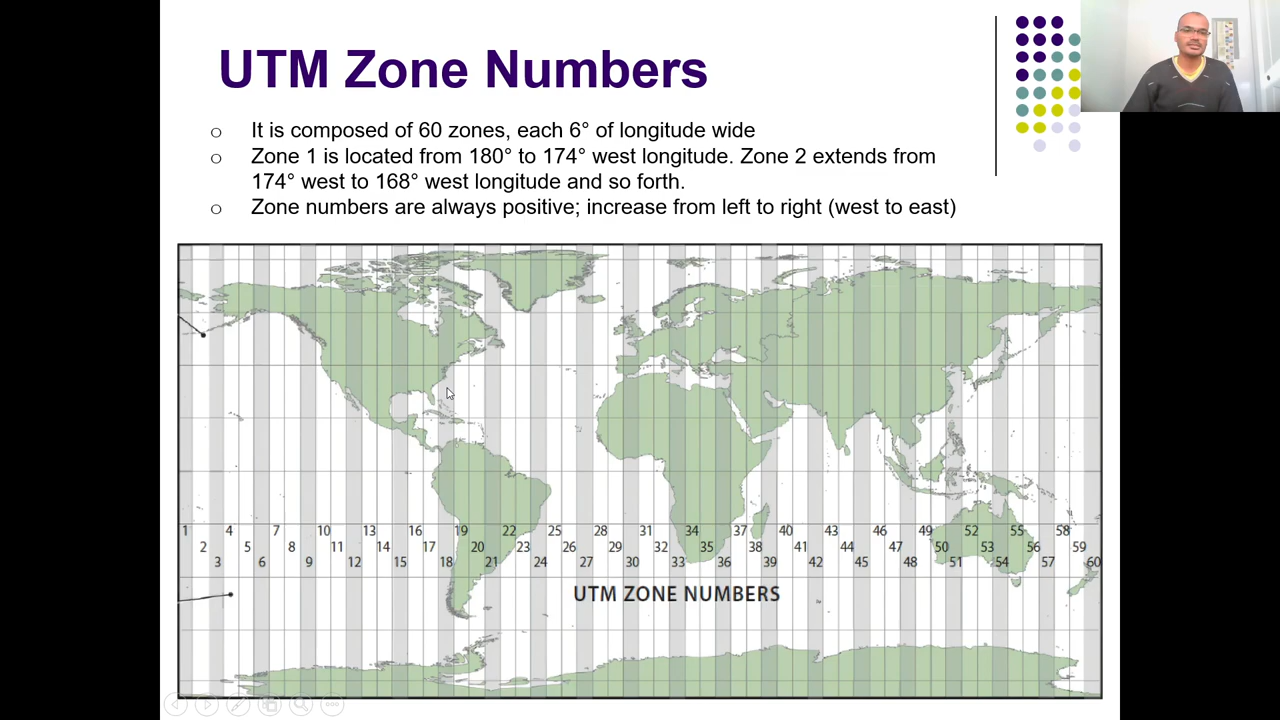 UTM Zone Numbers
It is composed of 60 zones, each 6° of longitude wide
Zone 1 is located from 180° to 174° west longitude. Zone 2 extends from
174° west to 168° west longitude and so forth.
Zone numbers are always positive; increase from left to right (west to east)
1 4 7 10 13 16 19 22 25 28 31 34 37 40 43 46 49 52 55 58
2 5 8 11 14 17 20 23 26 29 32 35 38 41 44 47 50 53 56 59
3 6 9 12 15 18 21 24 27 30 33 36 39 42 45 48 51 54 57 60
UTM ZONE NUMBERS